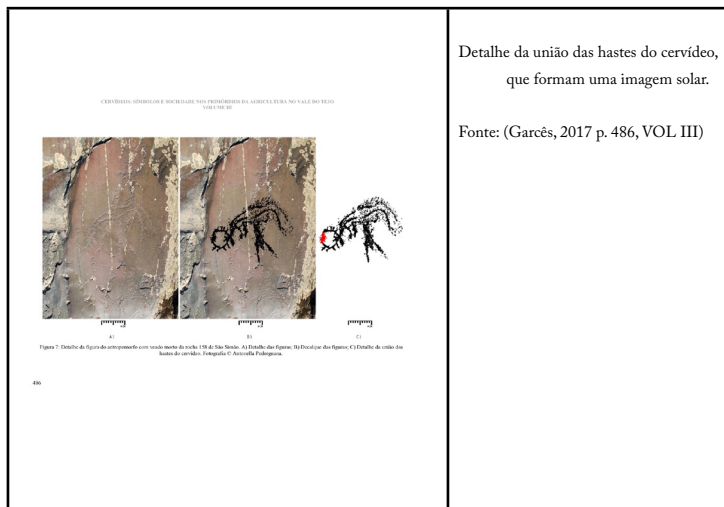 CERVÍDEOS: SÍMBOLOS E SOCIEDADE NOS PRIMÓRDIOS DA AGRICULTURA NO VALE DO TEJO
VOLUME III
A)
B)
C)
Figura 7: Detalhe da figura do antropomorfo com veado morto da rocha 158 de São Simão. A) Detalhe das figuras; B) Decalque das figuras; C) Detalhe da união das
hastes do cervídeo. Fotografia © Antonella Pedergnana.
486
Detalhe da união das hastes do cervídeo,
que formam uma imagem solar.
Fonte: (Garcês, 2017 p. 486, VOL III)